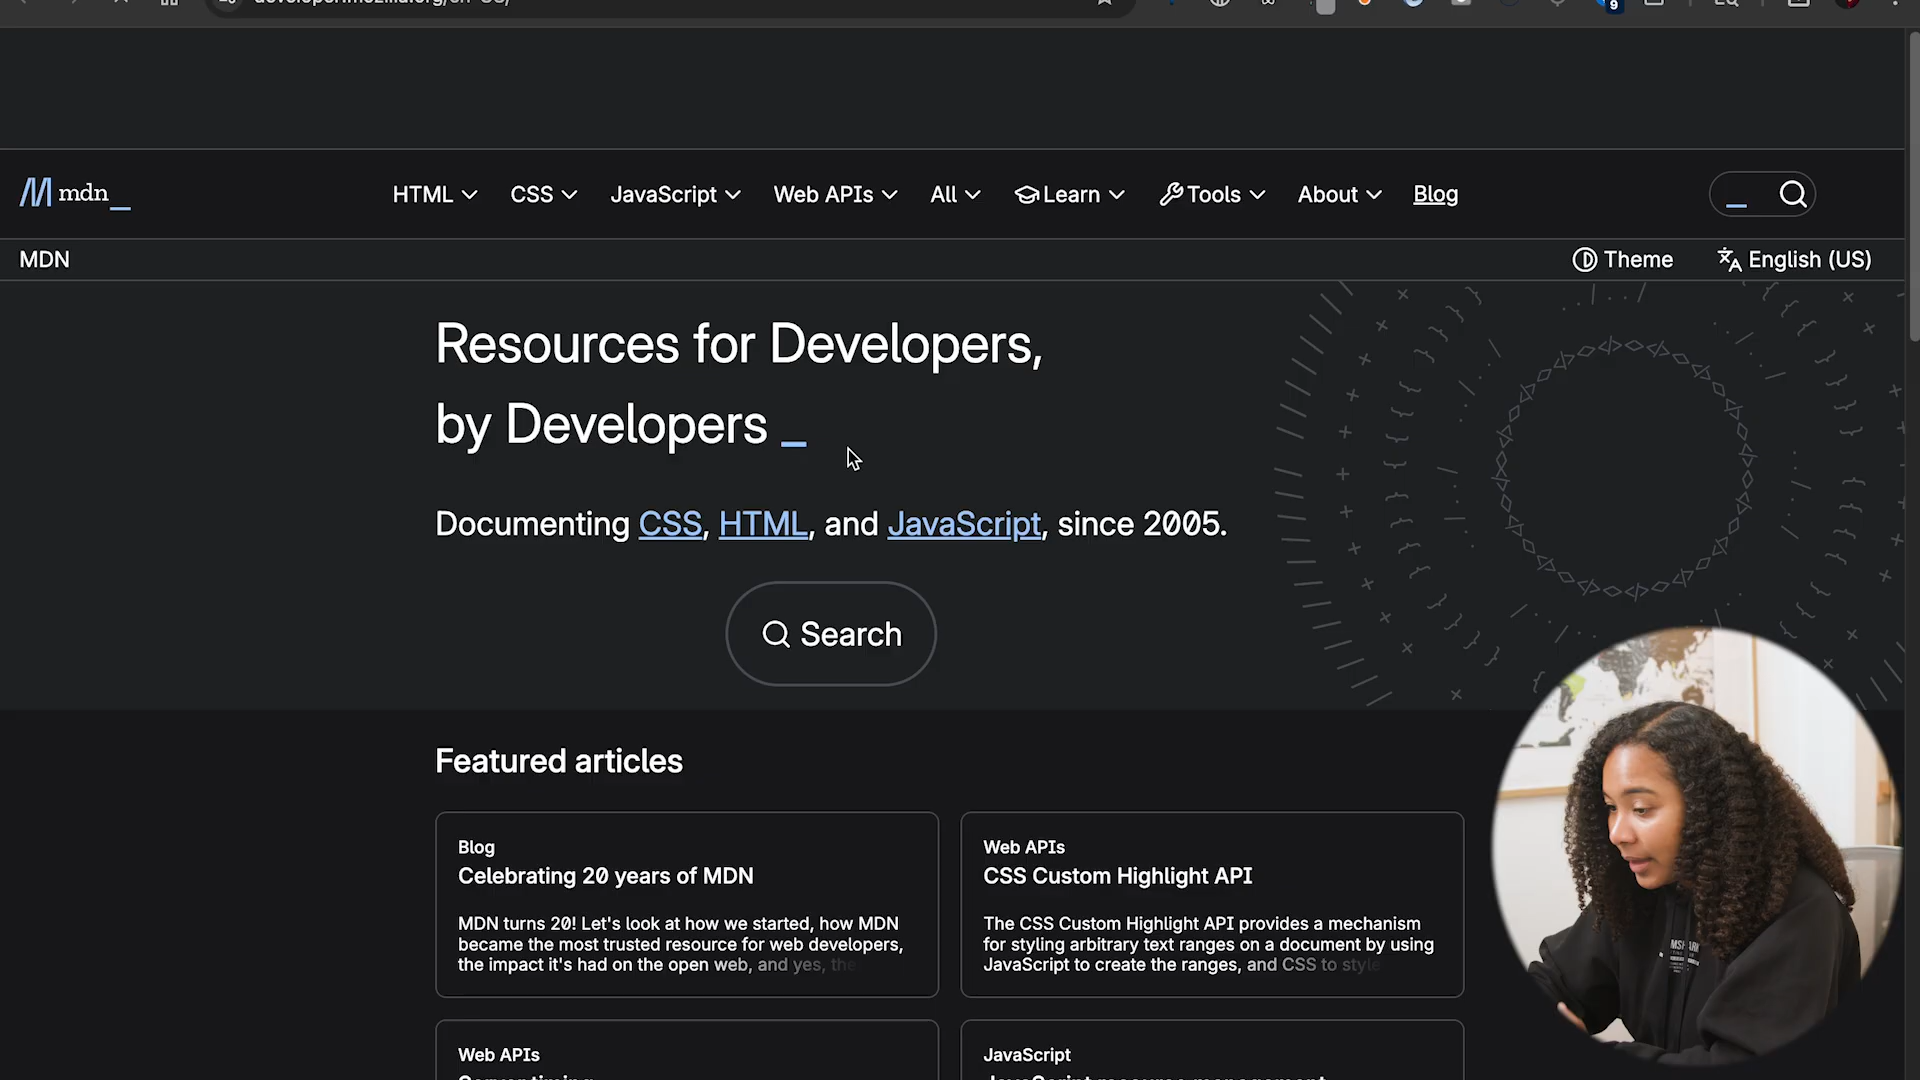 9
mdn_
HTML
CSS
JavaScript
Web APIs
All
Learn
Tools
About
Blog
MDN
Theme
English (US)
Resources for Developers,
by Developers _
Documenting CSS, HTML, and JavaScript, since 2005.
Search
Featured articles
Blog
Celebrating 20 years of MDN
MDN turns 20! Let's look at how we started, how MDN
became the most trusted resource for web developers,
the impact it's had on the open web, and yes, the
Web APIs
CSS Custom Highlight API
The CSS Custom Highlight API provides a mechanism
for styling arbitrary text ranges on a document by using
JavaScript to create the ranges, and CSS to style
Web APIs
JavaScript